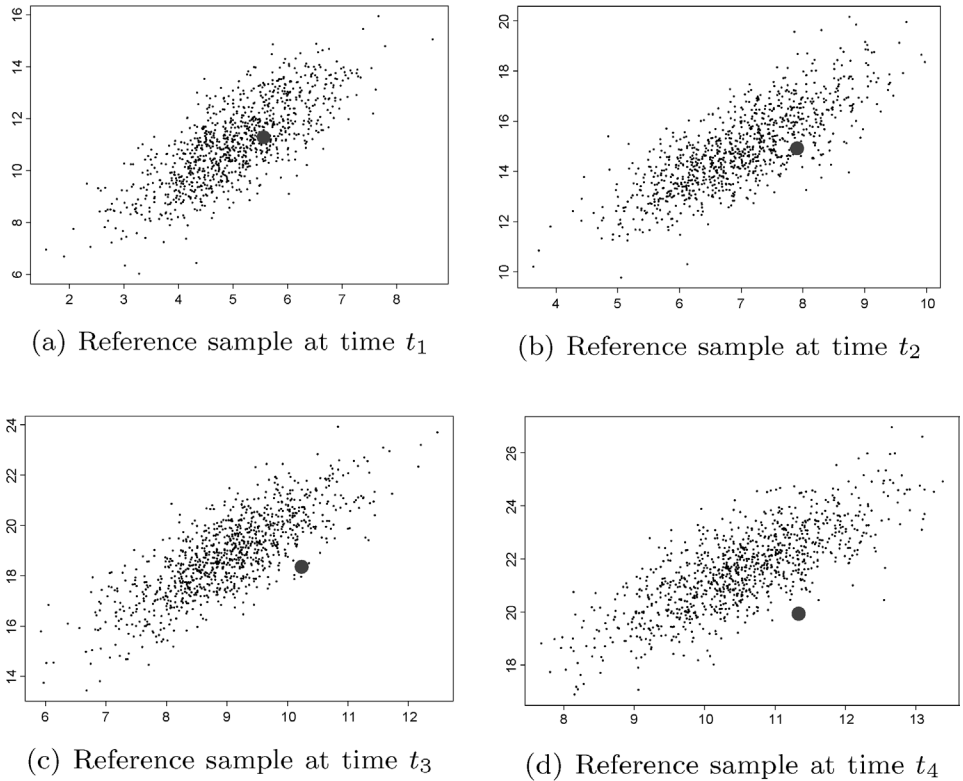 16
14
12
10
8
6
2 3 4 5 6 7 8
(a) Reference sample at time t1
20
18
16
14
12
10
4 5 6 7 8 9 10
(b) Reference sample at time t2
24
22
20
18
16
14
6 7 8 9 10 11 12
(c) Reference sample at time t3
26
24
22
20
18
8 9 10 11 12 13
(d) Reference sample at time t4